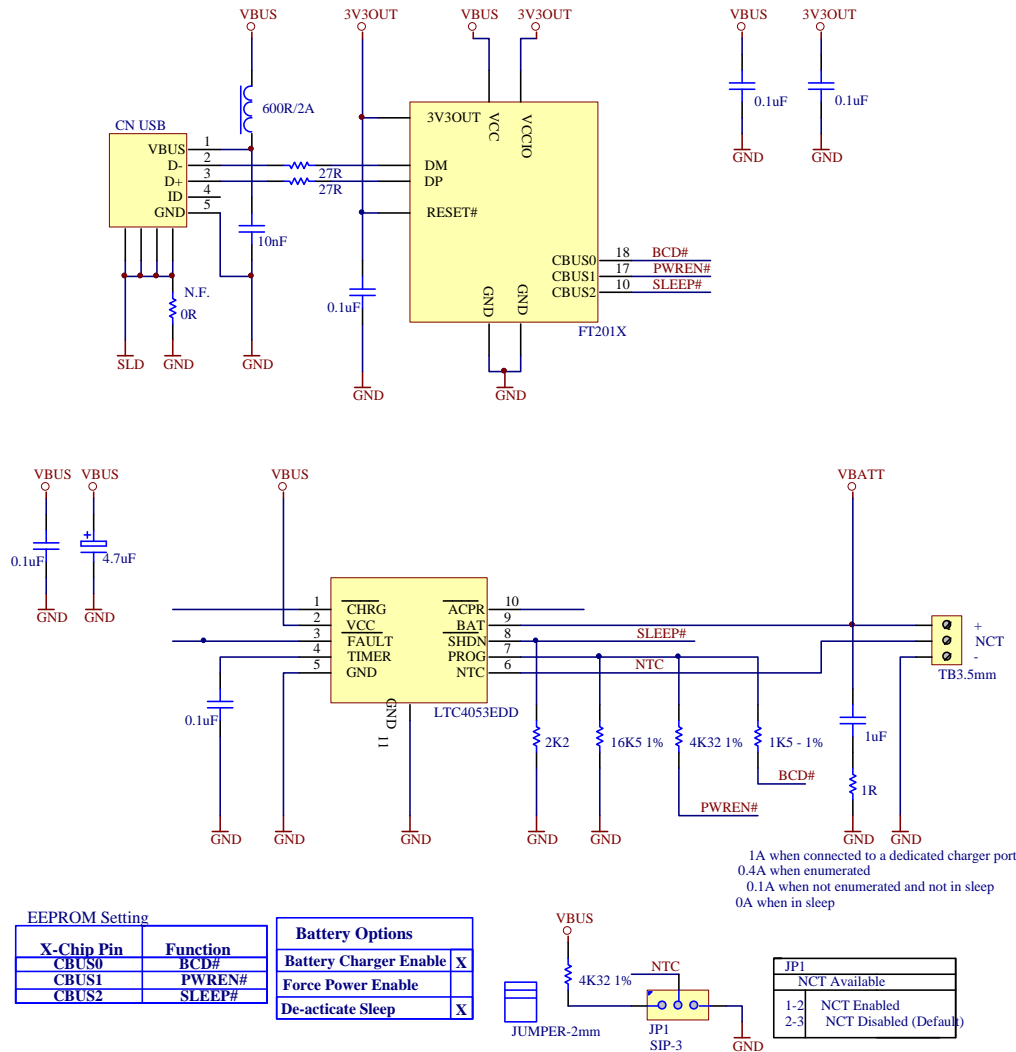 VBUS
3V3OUT
VBUS
3V3OUT
VBUS
3V3OUT
600R/2A
0.1uF
0.1uF
GND
GND
CN USB
VBUS
D-
D+
ID
GND
1
2
3
4
5
27R
27R
10nF
0.1uF
N.F.
0R
SLD
GND
GND
GND
3V3OUT
VCC
VCCIO
DM
DP
RESET#
CBUS0
CBUS1
CBUS2
18
17
10
BCD#
PWREN#
SLEEP#
GND
GND
FT201X
GND
VBUS
VBUS
VBUS
VBATT
0.1uF
+
4.7uF
GND
GND
1
2
3
4
5
CHRG
VCC
FAULT
TIMER
GND
ACPR
BAT
SHDN
PROG
NTC
10
9
8
7
6
GND
11
LTC4053EDD
SLEEP#
NTC
+
NCT
-
TB3.5mm
0.1uF
2K2
16K5 1%
4K32 1%
1K5 - 1%
1uF
1R
BCD#
PWREN#
GND
GND
GND
GND
GND
GND
GND
1A when connected to a dedicated charger port
0.4A when enumerated
0.1A when not enumerated and not in sleep
0A when in sleep
EEPROM Setting
X-Chip Pin Function
CBUS0 BCD#
CBUS1 PWREN#
CBUS2 SLEEP#
Battery Options
Battery Charger Enable X
Force Power Enable
De-acticate Sleep X
JUMPER-2mm
VBUS
4K32 1%
NTC
JP1
SIP-3
GND
JP1
NCT Available
1-2 NCT Enabled
2-3 NCT Disabled (Default)